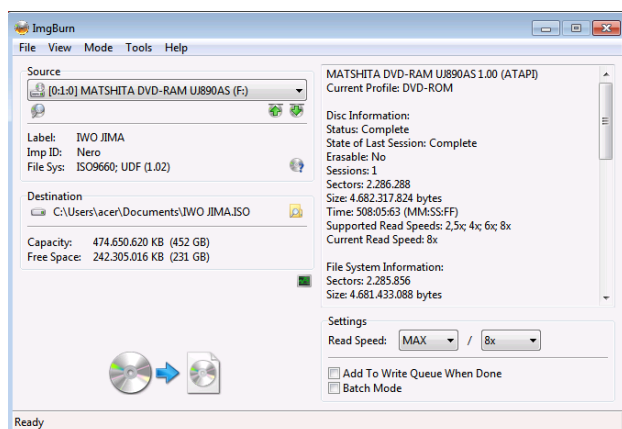 ImgBurn
File View Mode Tools Help
Source
[0:1:0] MATSHITA DVD-RAM UJ890AS (F:)
Label: IWO JIMA
Imp ID: Nero
File Sys: ISO9660; UDF (1.02)
Destination
C:\Users\acer\Documents\IWO JIMA.ISO
Capacity: 474.650.620 KB (452 GB)
Free Space: 242.305.016 KB (231 GB)
MATSHITA DVD-RAM UJ890AS 1.00 (ATAPI)
Current Profile: DVD-ROM
Disc Information:
Status: Complete
State of Last Session: Complete
Erasable: No
Sessions: 1
Sectors: 2.286.288
Size: 4.682.317.824 bytes
Time: 508:05:63 (MM:SS:FF)
Supported Read Speeds: 2,5x; 4x; 6x; 8x
Current Read Speed: 8x
File System Information:
Sectors: 2.285.856
Size: 4.681.433.088 bytes
Settings
Read Speed: MAX / 8x
Add To Write Queue When Done
Batch Mode
Ready